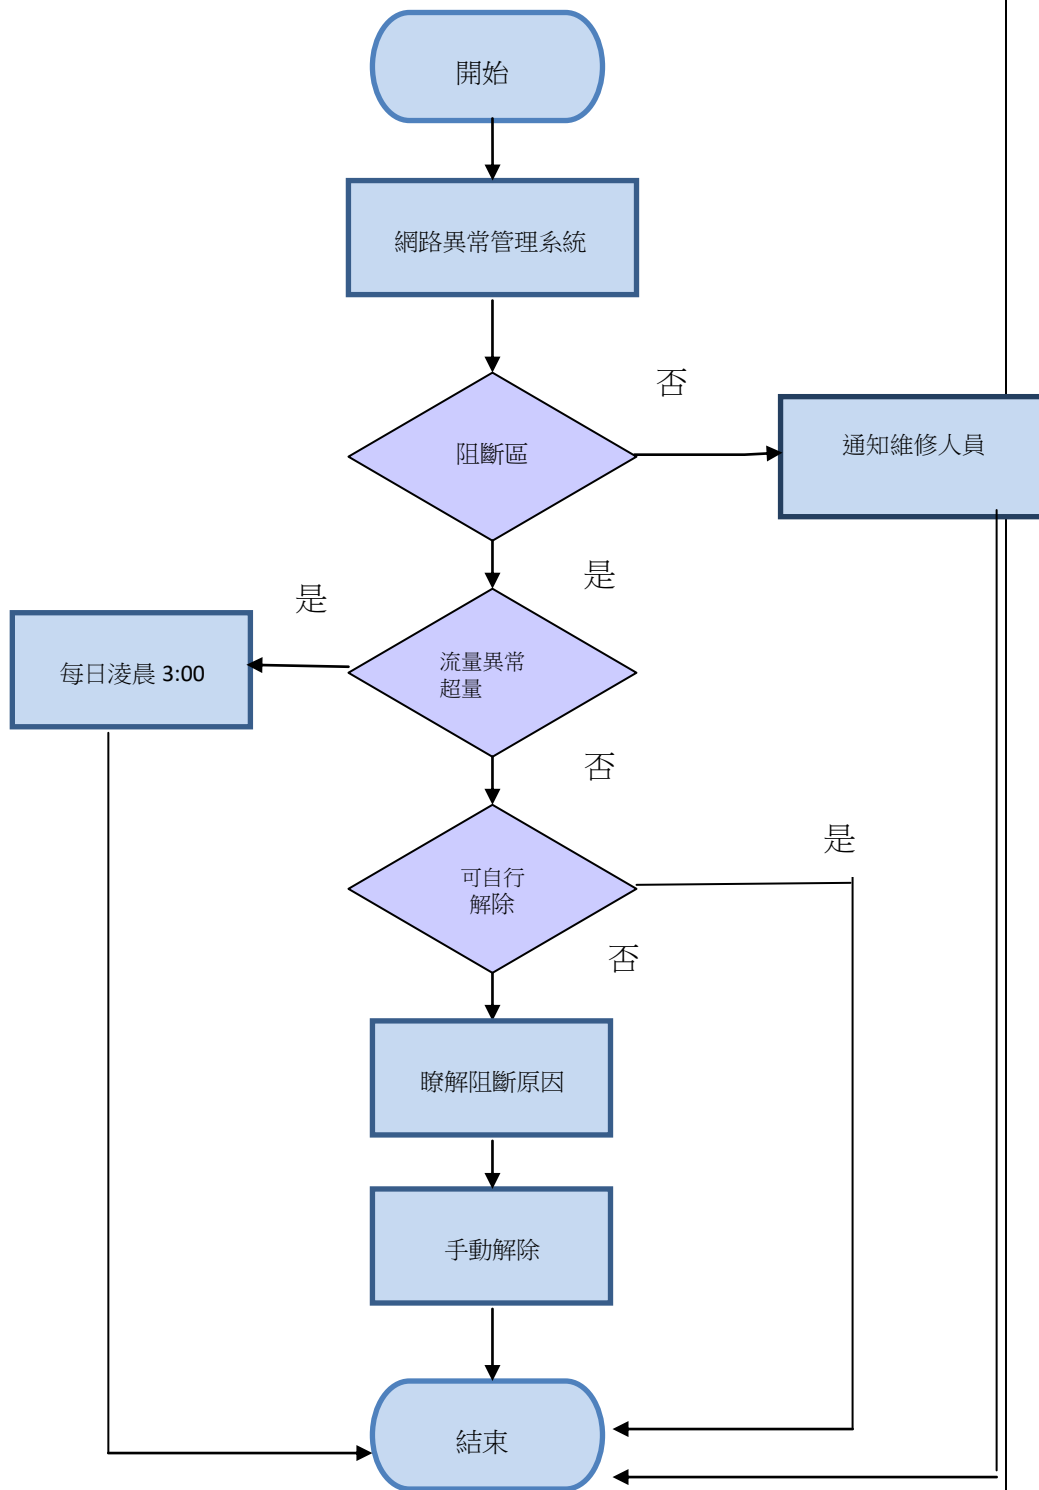 開始
網路異常管理系統
否
阻斷區
通知維修人員
是
是
流量異常
超量
每日淩晨 3:00
否
是
可自行
解除
否
瞭解阻斷原因
手動解除
結束